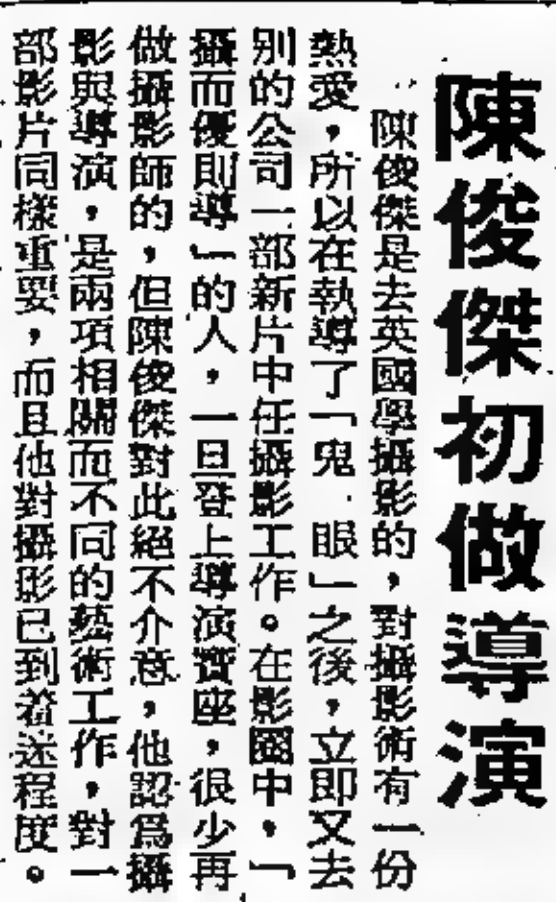 陳俊傑初做導演
陳俊傑是去英國學攝影的，對攝影術有一份
熱愛，所以在執導了「鬼．眼」之後，立即又去
别的公司一部新片中任攝影工作。在影圈中，「
攝而優則導」的人，一旦登上導演寶座，很少再
做攝影師的，但陳俊傑對此絕不介意，他認爲攝
影與導演，是兩項相關而不同的藝術工作，對一
部影片同樣重要，而且他對攝影已到着迷程度。